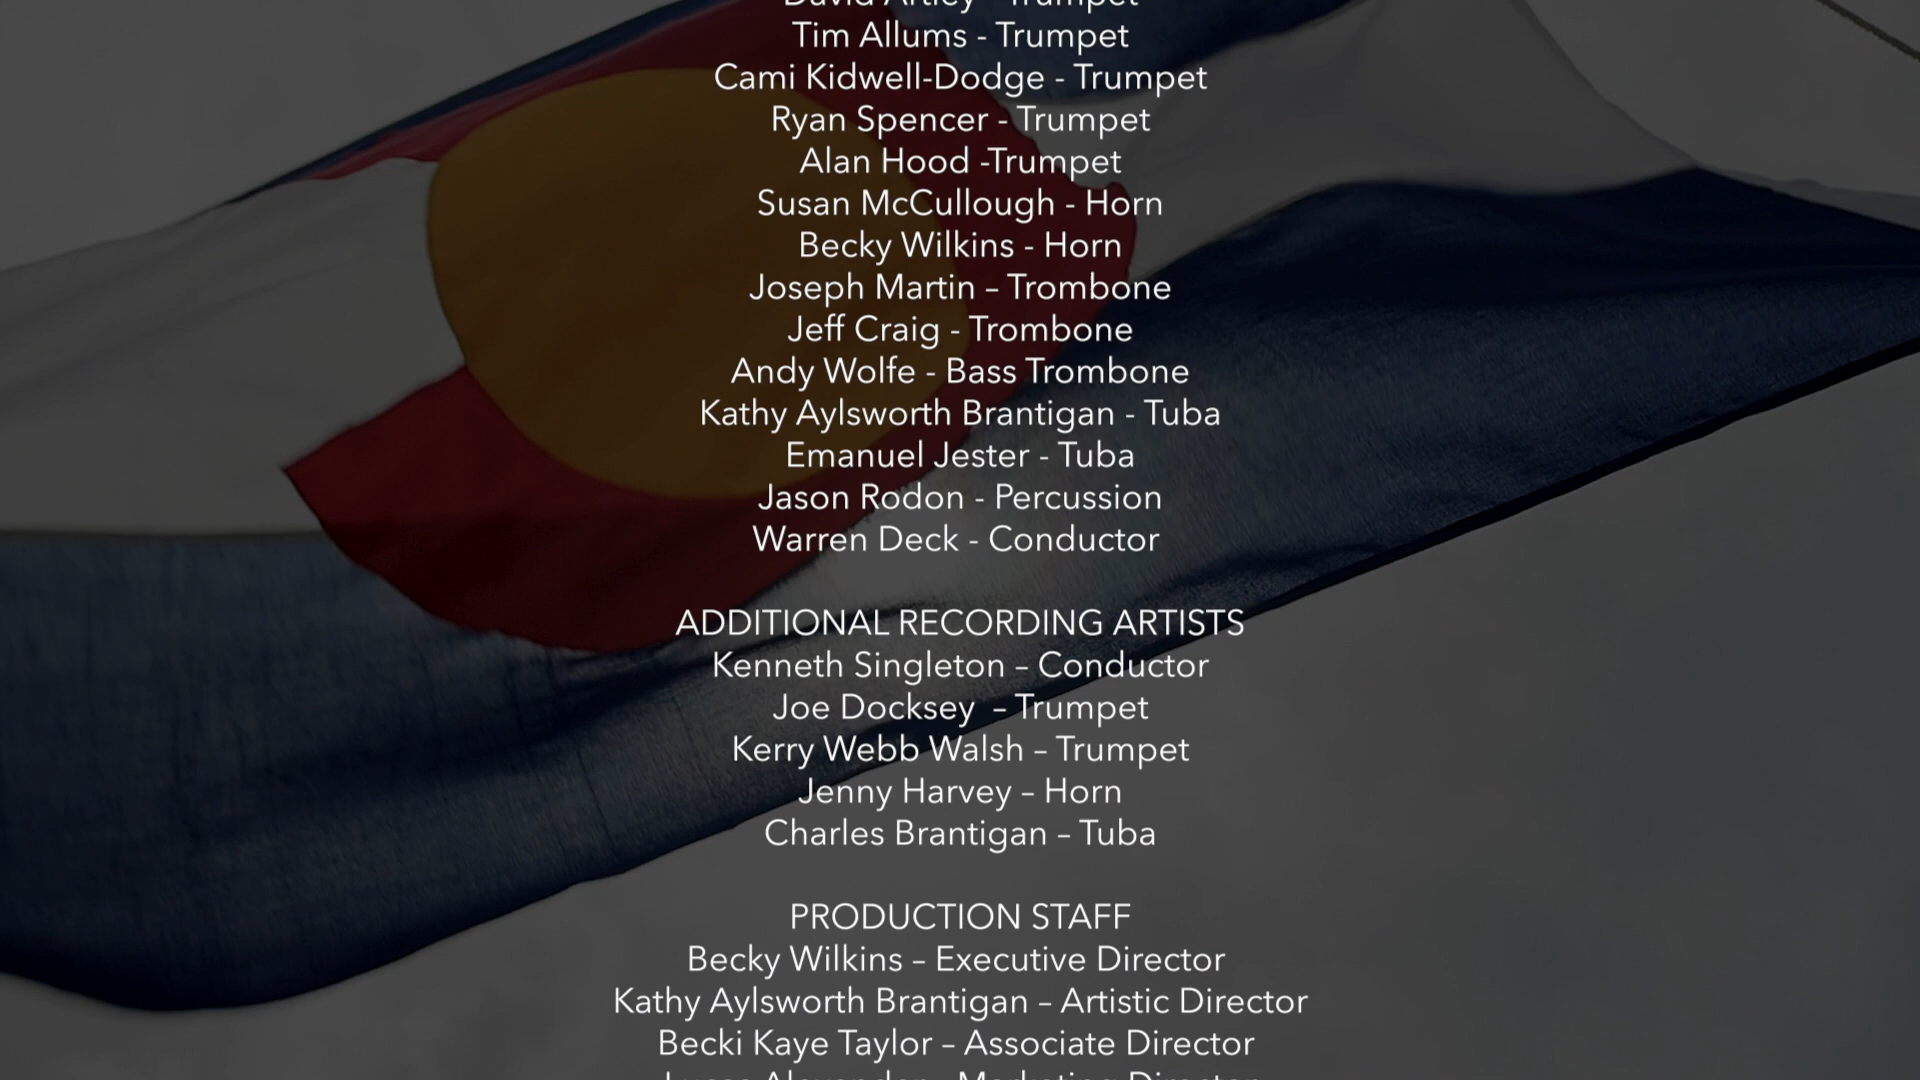 David Artley - Trumpet
Tim Allums - Trumpet
Cami Kidwell-Dodge - Trumpet
Ryan Spencer - Trumpet
Alan Hood -Trumpet
Susan McCullough - Horn
Becky Wilkins - Horn
Joseph Martin – Trombone
Jeff Craig - Trombone
Andy Wolfe - Bass Trombone
Kathy Aylsworth Brantigan - Tuba
Emanuel Jester - Tuba
Jason Rodon - Percussion
Warren Deck - Conductor
ADDITIONAL RECORDING ARTISTS
Kenneth Singleton – Conductor
Joe Docksey  – Trumpet
Kerry Webb Walsh – Trumpet
Jenny Harvey – Horn
Charles Brantigan – Tuba
PRODUCTION STAFF
Becky Wilkins – Executive Director
Kathy Aylsworth Brantigan – Artistic Director
Becki Kaye Taylor – Associate Director